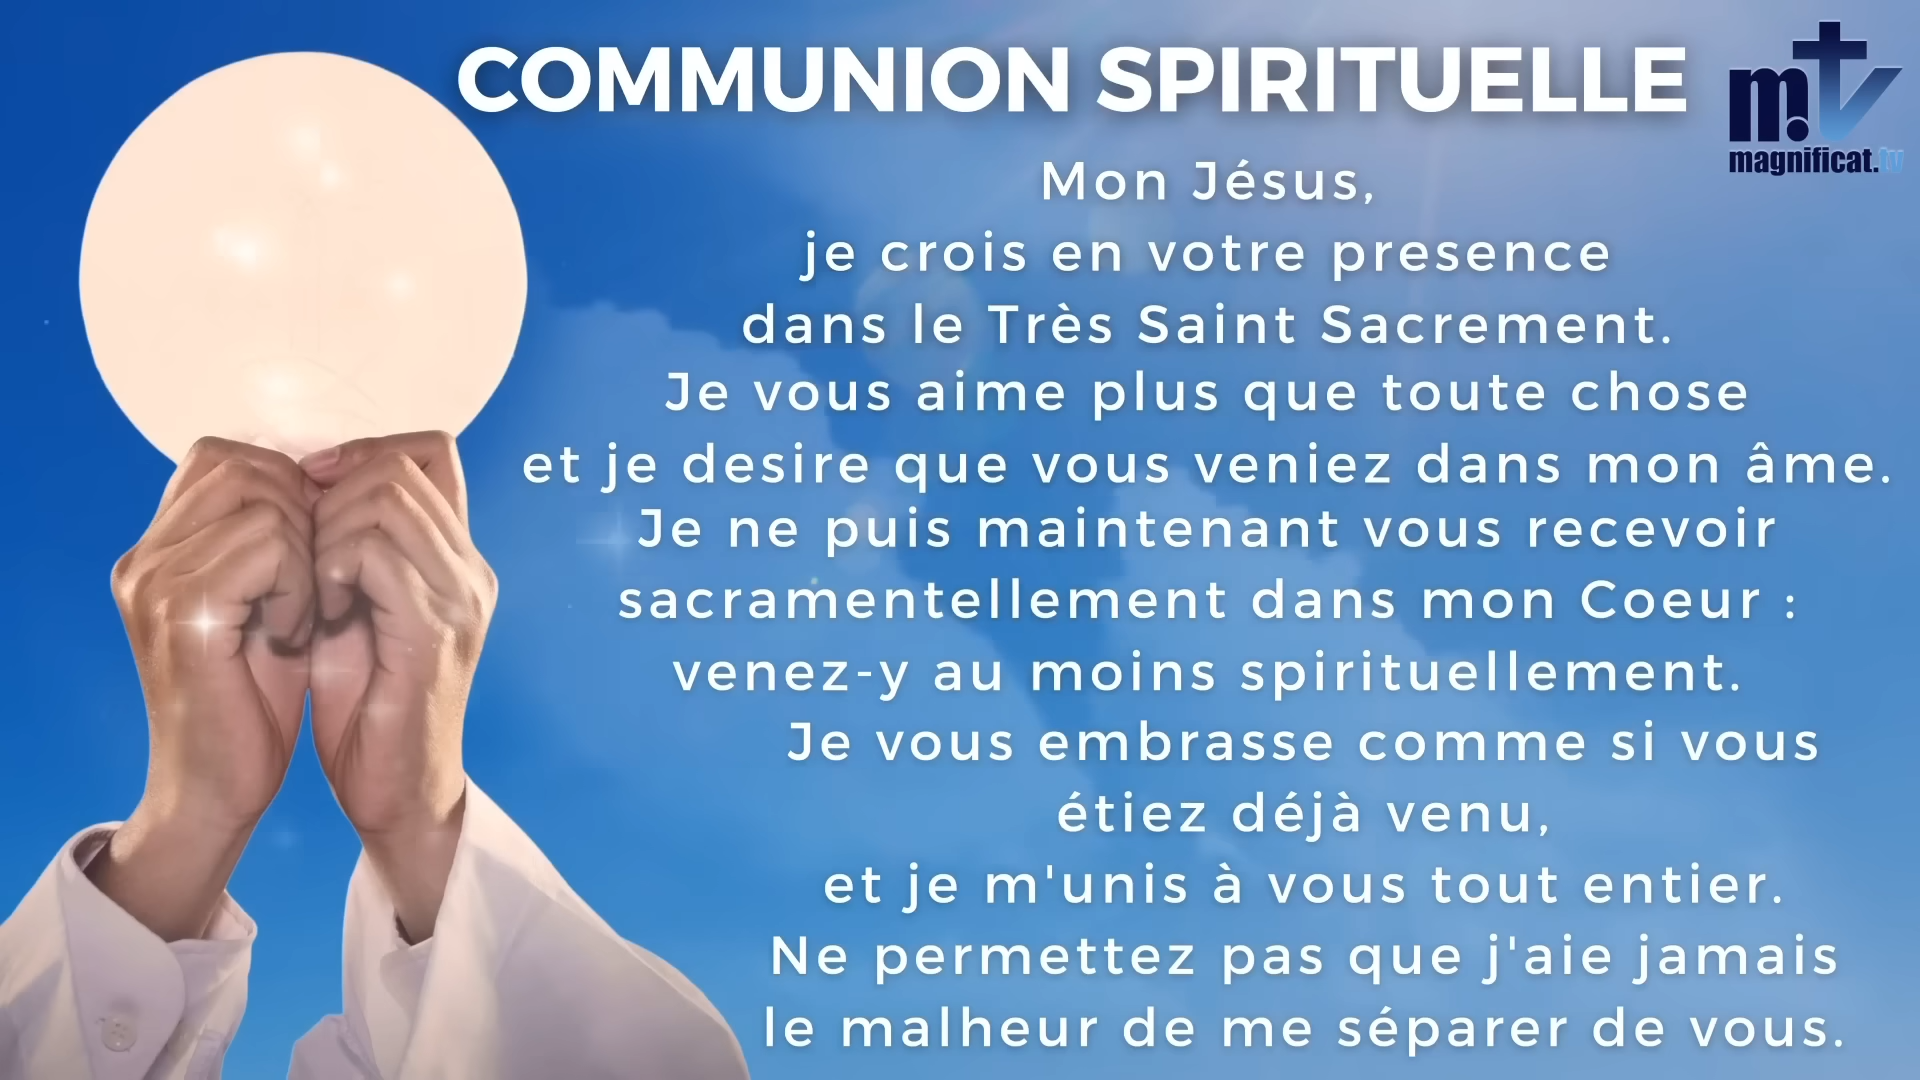 COMMUNION SPIRITUELLE
mtv
magnificat.tv
Mon Jésus,
je crois en votre presence
dans le Très Saint Sacrement.
Je vous aime plus que toute chose
et je desire que vous veniez dans mon âme.
Je ne puis maintenant vous recevoir
sacramentellement dans mon Coeur :
venez-y au moins spirituellement.
Je vous embrasse comme si vous
étiez déjà venu,
et je m'unis à vous tout entier.
Ne permettez pas que j'aie jamais
le malheur de me séparer de vous.